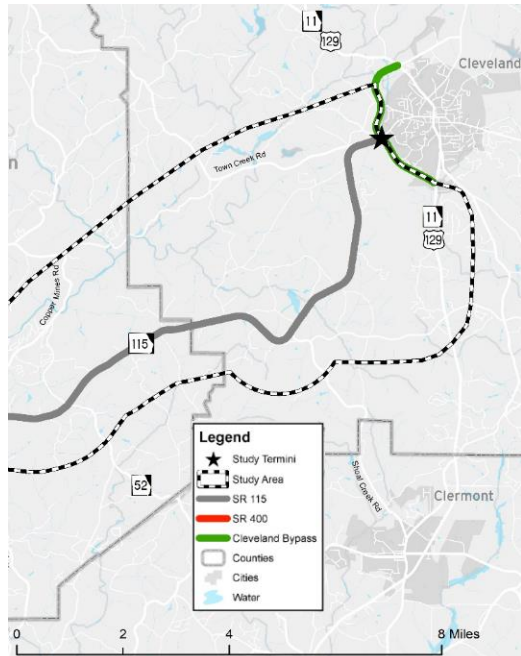 11
129
Cleveland
n
Town Creek Rd
11
129
Copper Mines Rd
115
52
Legend
Study Termini
Study Area
SR 115
SR 400
Cleveland Bypass
Counties
Cities
Water
Shoal Creek Rd
Clermont
0 2 4 8 Miles